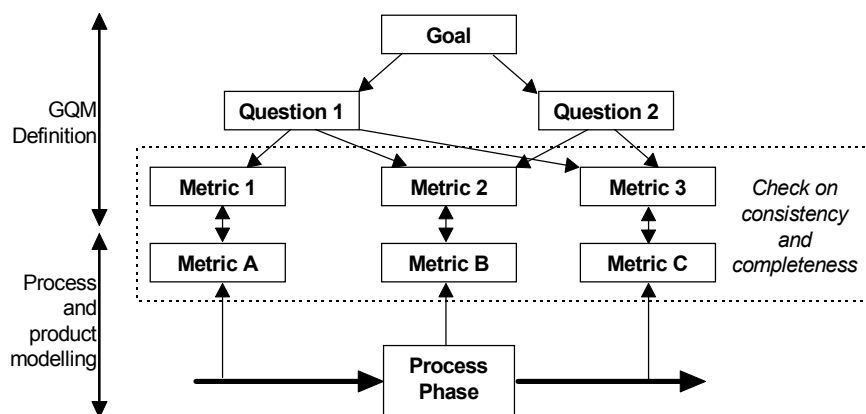 Goal
Question 1
Question 2
GQM
Definition
Metric 1
Metric 2
Metric 3
Check on
consistency
and
completeness
Metric A
Metric B
Metric C
Process
and
product
modelling
Process
Phase